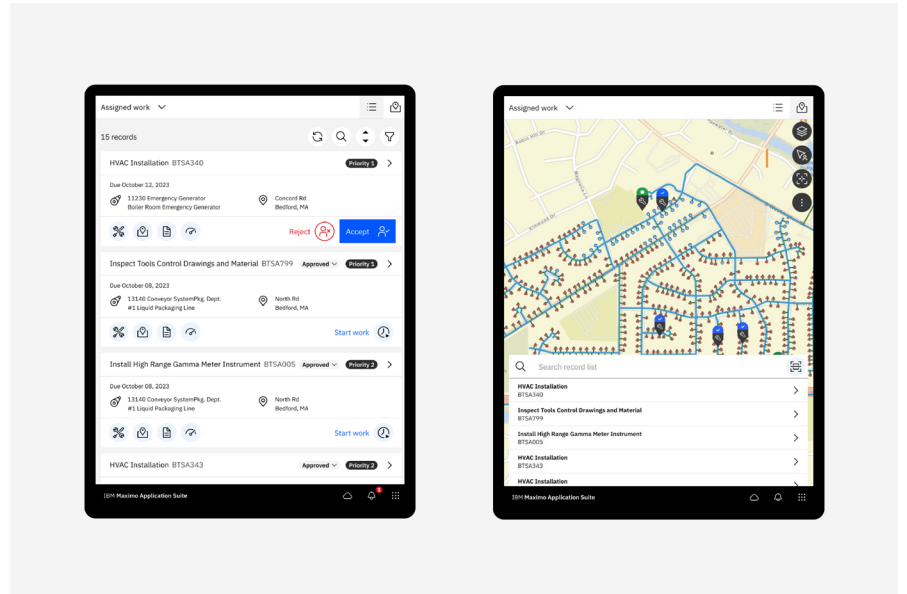 Assigned work
15 records
HVAC Installation BTSA340 Priority 1
Due October 12, 2023
11230 Emergency Generator
Boiler Room Emergency Generator
Concord Rd
Bedford, MA
Reject Accept
Inspect Tools Control Drawings and Material BTSA799 Approved Priority 1
Due October 08, 2023
13140 Conveyor SystemPkg. Dept.
#1 Liquid Packaging Line
North Rd
Bedford, MA
Start work
Install High Range Gamma Meter Instrument BTSA005 Approved Priority 2
Due October 08, 2023
13140 Conveyor SystemPkg. Dept.
#1 Liquid Packaging Line
North Rd
Bedford, MA
Start work
HVAC Installation BTSA343 Approved Priority 2
IBM Maximo Application Suite
1
Assigned work
Elmwood Dr
Search record list
HVAC Installation
BTSA340
Inspect Tools Control Drawings and Material
BTSA799
Install High Range Gamma Meter Instrument
BTSA005
HVAC Installation
BTSA343
HVAC Installation
IBM Maximo Application Suite